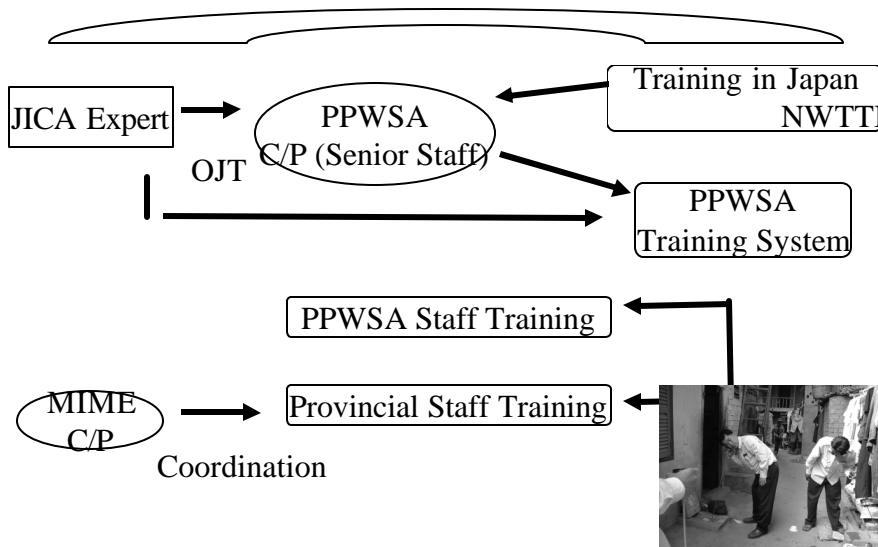 Training in Japan
NWTTI
JICA Expert
PPWSA
C/P (Senior Staff)
OJT
PPWSA
Training System
PPWSA Staff Training
MIME
C/P
Provincial Staff Training
Coordination